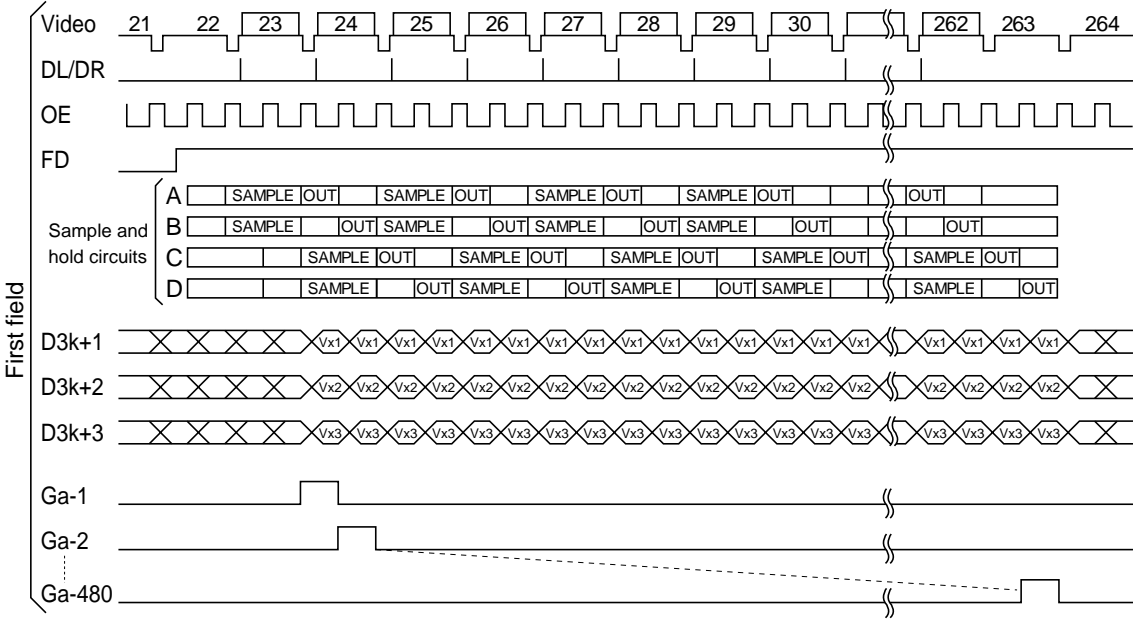 First field
Video 21 22 23 24 25 26 27 28 29 30 262 263 264
DL/DR
OE
FD
Sample and
hold circuits
A SAMPLE OUT SAMPLE OUT SAMPLE OUT SAMPLE OUT OUT
B SAMPLE OUT SAMPLE OUT SAMPLE OUT SAMPLE OUT OUT
C SAMPLE OUT SAMPLE OUT SAMPLE OUT SAMPLE OUT SAMPLE OUT
D SAMPLE OUT SAMPLE OUT SAMPLE OUT SAMPLE SAMPLE OUT
D3k+1 Vx1 Vx1 Vx1 Vx1 Vx1 Vx1 Vx1 Vx1 Vx1 Vx1 Vx1 Vx1 Vx1 Vx1 Vx1 Vx1 Vx1 Vx1 Vx1
D3k+2 Vx2 Vx2 Vx2 Vx2 Vx2 Vx2 Vx2 Vx2 Vx2 Vx2 Vx2 Vx2 Vx2 Vx2 Vx2 Vx2 Vx2 Vx2 Vx2
D3k+3 Vx3 Vx3 Vx3 Vx3 Vx3 Vx3 Vx3 Vx3 Vx3 Vx3 Vx3 Vx3 Vx3 Vx3 Vx3 Vx3 Vx3 Vx3 Vx3
Ga-1
Ga-2
Ga-480